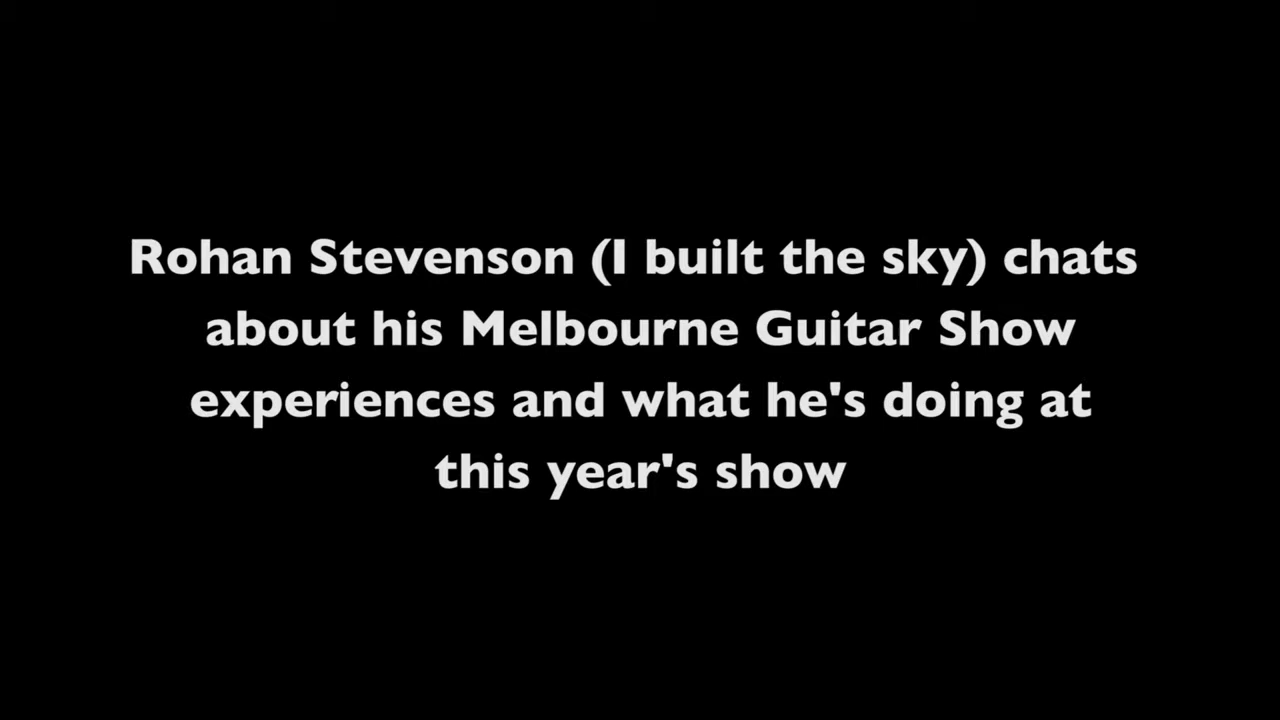 Rohan Stevenson (I built the sky) chats
about his Melbourne Guitar Show
experiences and what he's doing at
this year's show